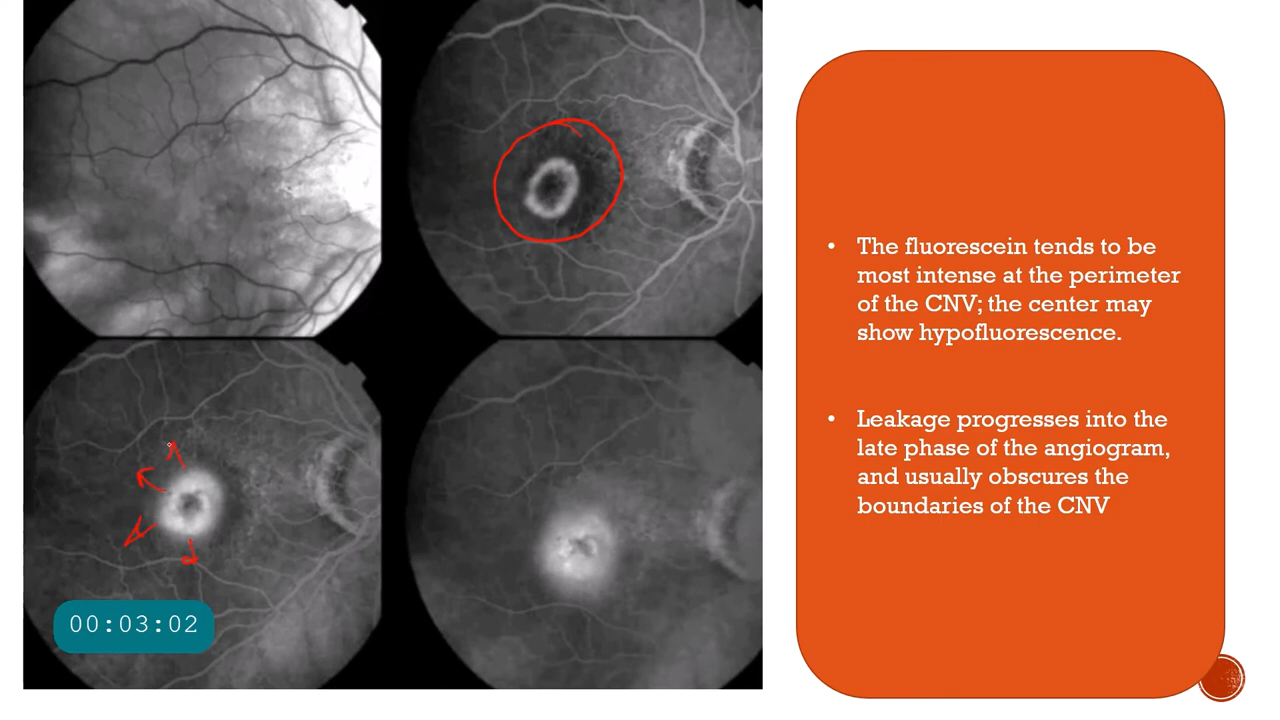 • The fluorescein tends to be
most intense at the perimeter
of the CNV; the center may
show hypofluorescence.
• Leakage progresses into the
late phase of the angiogram,
and usually obscures the
boundaries of the CNV
00:03:02